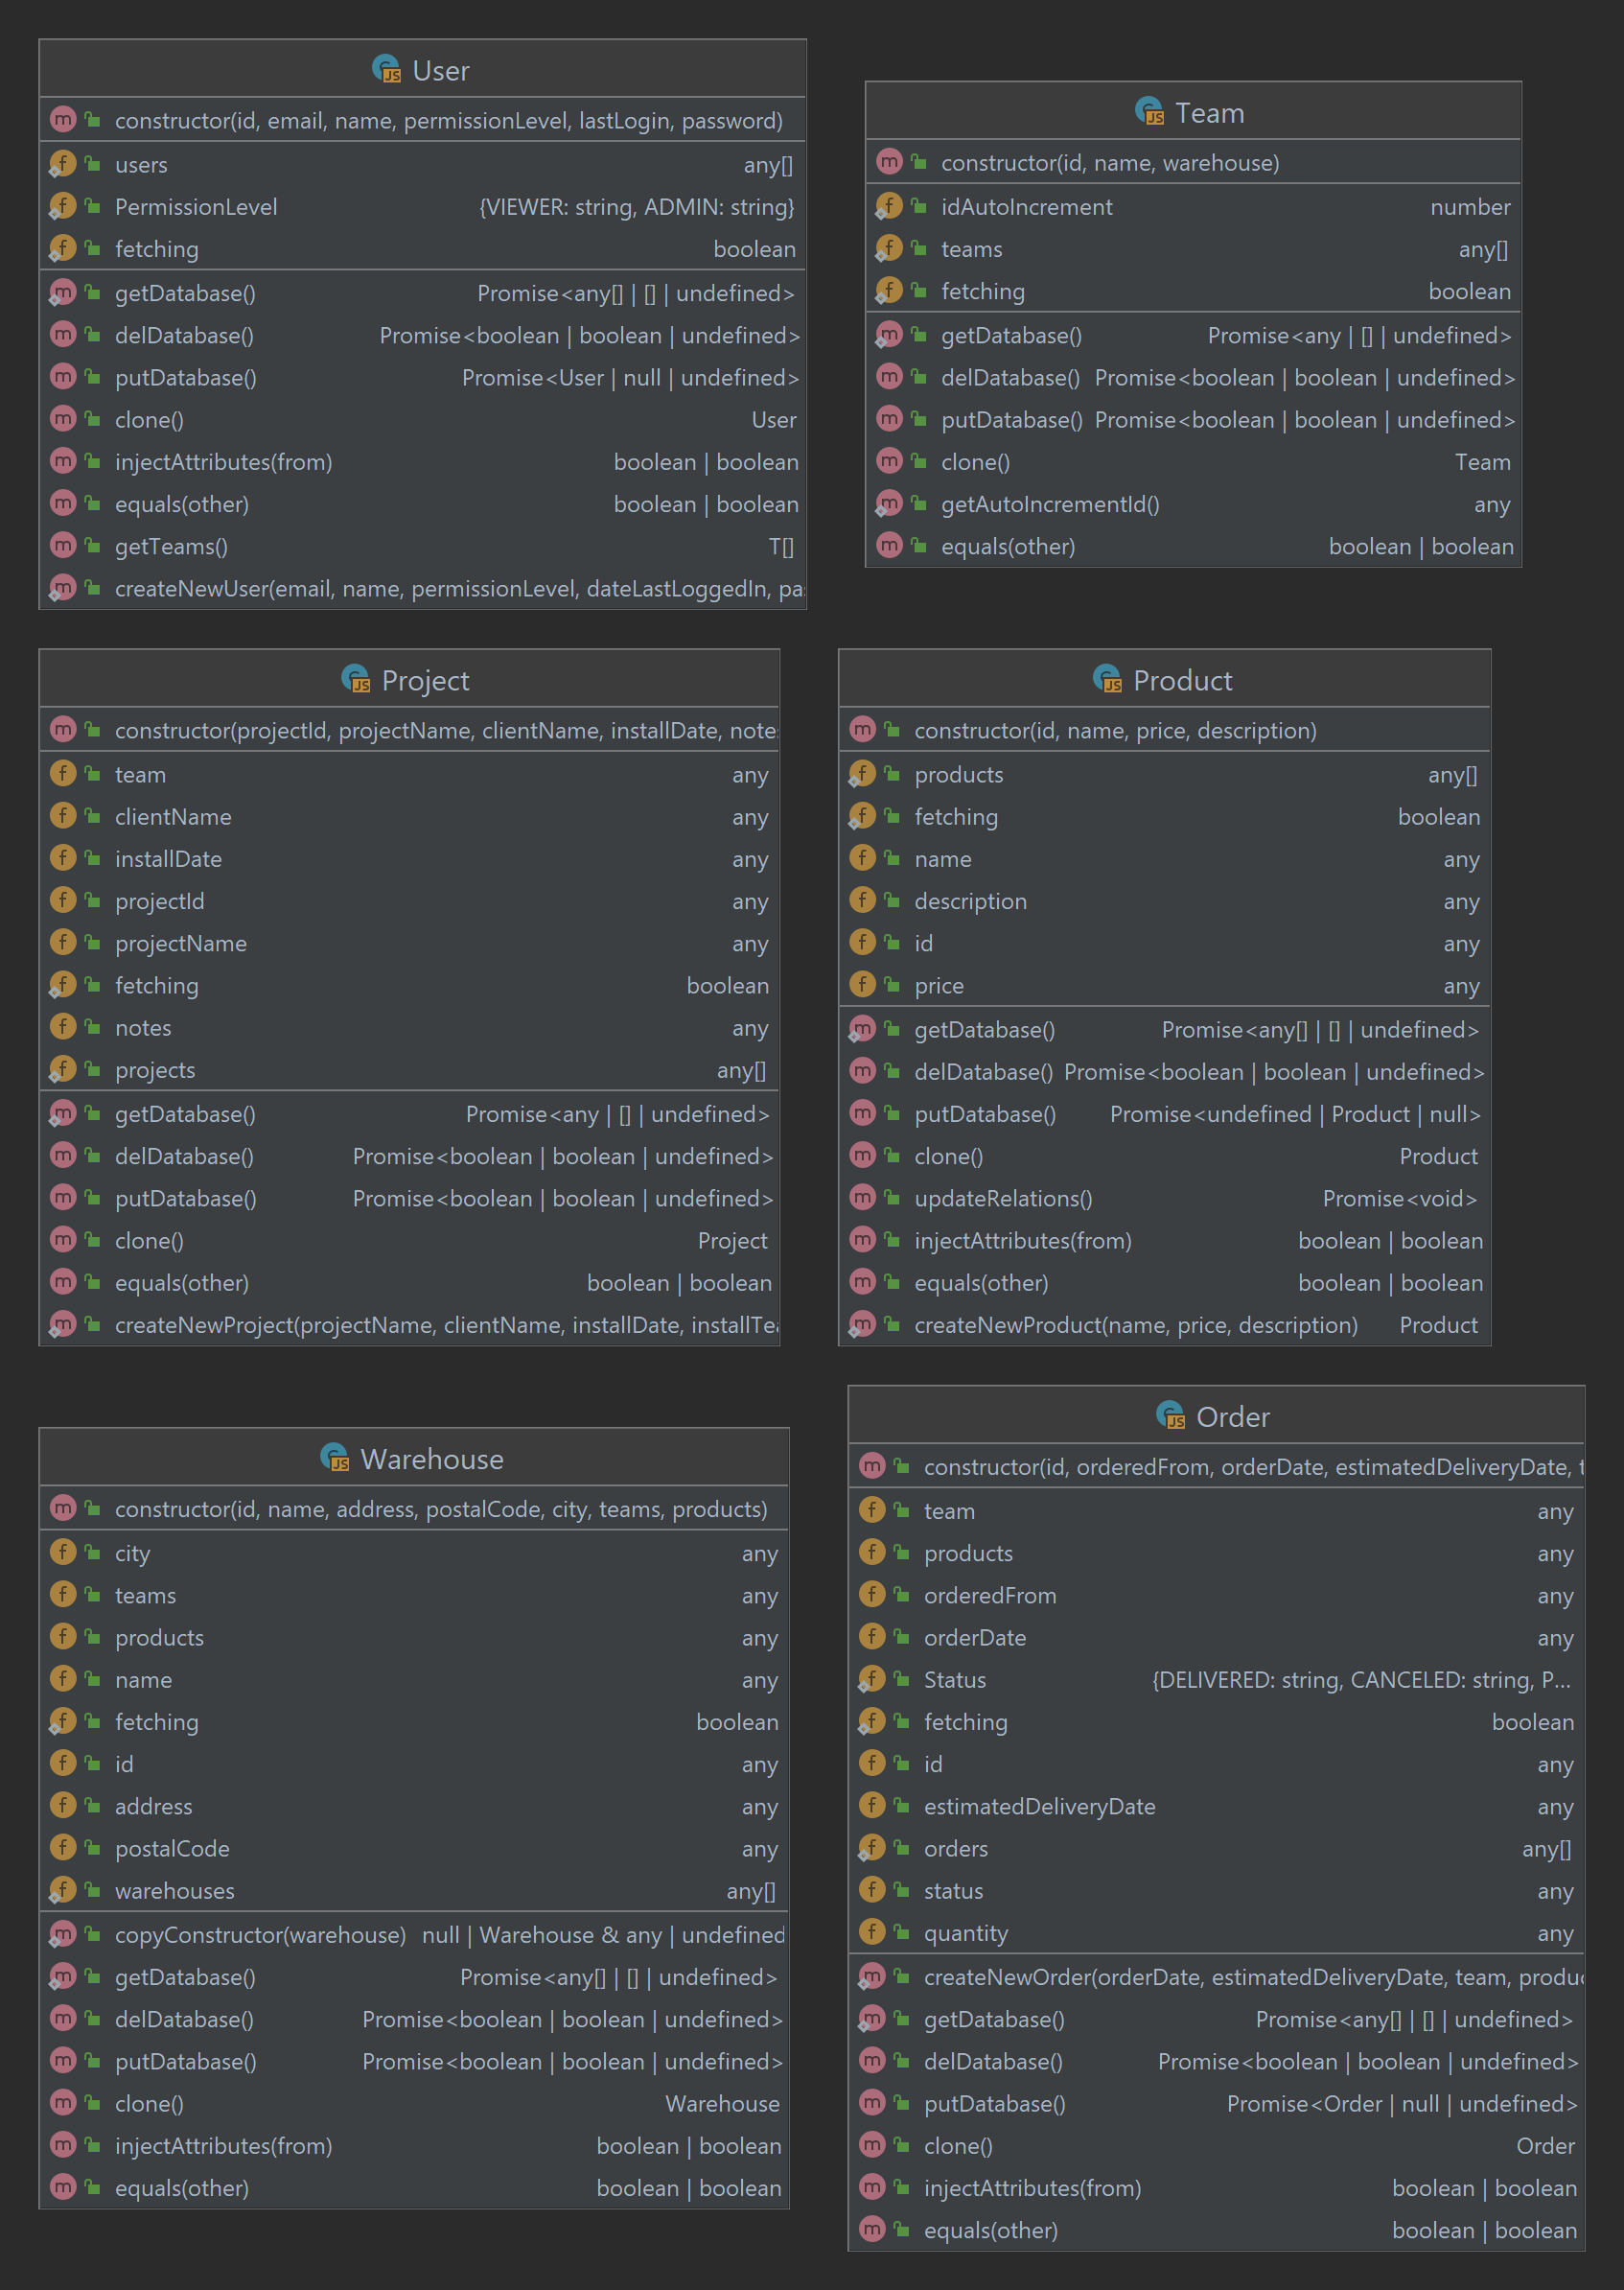 User
constructor(id, email, name, permissionLevel, lastLogin, password)
users any[]
PermissionLevel {VIEWER: string, ADMIN: string}
fetching boolean
getDatabase() Promise<any[] | [] | undefined>
delDatabase() Promise<boolean | boolean | undefined>
putDatabase() Promise<User | null | undefined>
clone() User
injectAttributes(from) boolean | boolean
equals(other) boolean | boolean
getTeams() T[]
createNewUser(email, name, permissionLevel, dateLastLoggedIn, pa
Team
constructor(id, name, warehouse)
idAutoIncrement number
teams any[]
fetching boolean
getDatabase() Promise<any | [] | undefined>
delDatabase() Promise<boolean | boolean | undefined>
putDatabase() Promise<boolean | boolean | undefined>
clone() Team
getAutoIncrementId() any
equals(other) boolean | boolean
Project
constructor(projectId, projectName, clientName, installDate, note
team any
clientName any
installDate any
projectId any
projectName any
fetching boolean
notes any
projects any[]
getDatabase() Promise<any | [] | undefined>
delDatabase() Promise<boolean | boolean | undefined>
putDatabase() Promise<boolean | boolean | undefined>
clone() Project
equals(other) boolean | boolean
createNewProject(projectName, clientName, installDate, installTea
Product
constructor(id, name, price, description)
products any[]
fetching boolean
name any
description any
id any
price any
getDatabase() Promise<any[] | [] | undefined>
delDatabase() Promise<boolean | boolean | undefined>
putDatabase() Promise<undefined | Product | null>
clone() Product
updateRelations() Promise<void>
injectAttributes(from) boolean | boolean
equals(other) boolean | boolean
createNewProduct(name, price, description) Product
Warehouse
constructor(id, name, address, postalCode, city, teams, products)
city any
teams any
products any
name any
fetching boolean
id any
address any
postalCode any
warehouses any[]
copyConstructor(warehouse) null | Warehouse & any | undefined
getDatabase() Promise<any[] | [] | undefined>
delDatabase() Promise<boolean | boolean | undefined>
putDatabase() Promise<boolean | boolean | undefined>
clone() Warehouse
injectAttributes(from) boolean | boolean
equals(other) boolean | boolean
Order
constructor(id, orderedFrom, orderDate, estimatedDeliveryDate, t
team any
products any
orderedFrom any
orderDate any
Status {DELIVERED: string, CANCELED: string, P...
fetching boolean
id any
estimatedDeliveryDate any
orders any[]
status any
quantity any
createNewOrder(orderDate, estimatedDeliveryDate, team, produc
getDatabase() Promise<any[] | [] | undefined>
delDatabase() Promise<boolean | boolean | undefined>
putDatabase() Promise<Order | null | undefined>
clone() Order
injectAttributes(from) boolean | boolean
equals(other) boolean | boolean